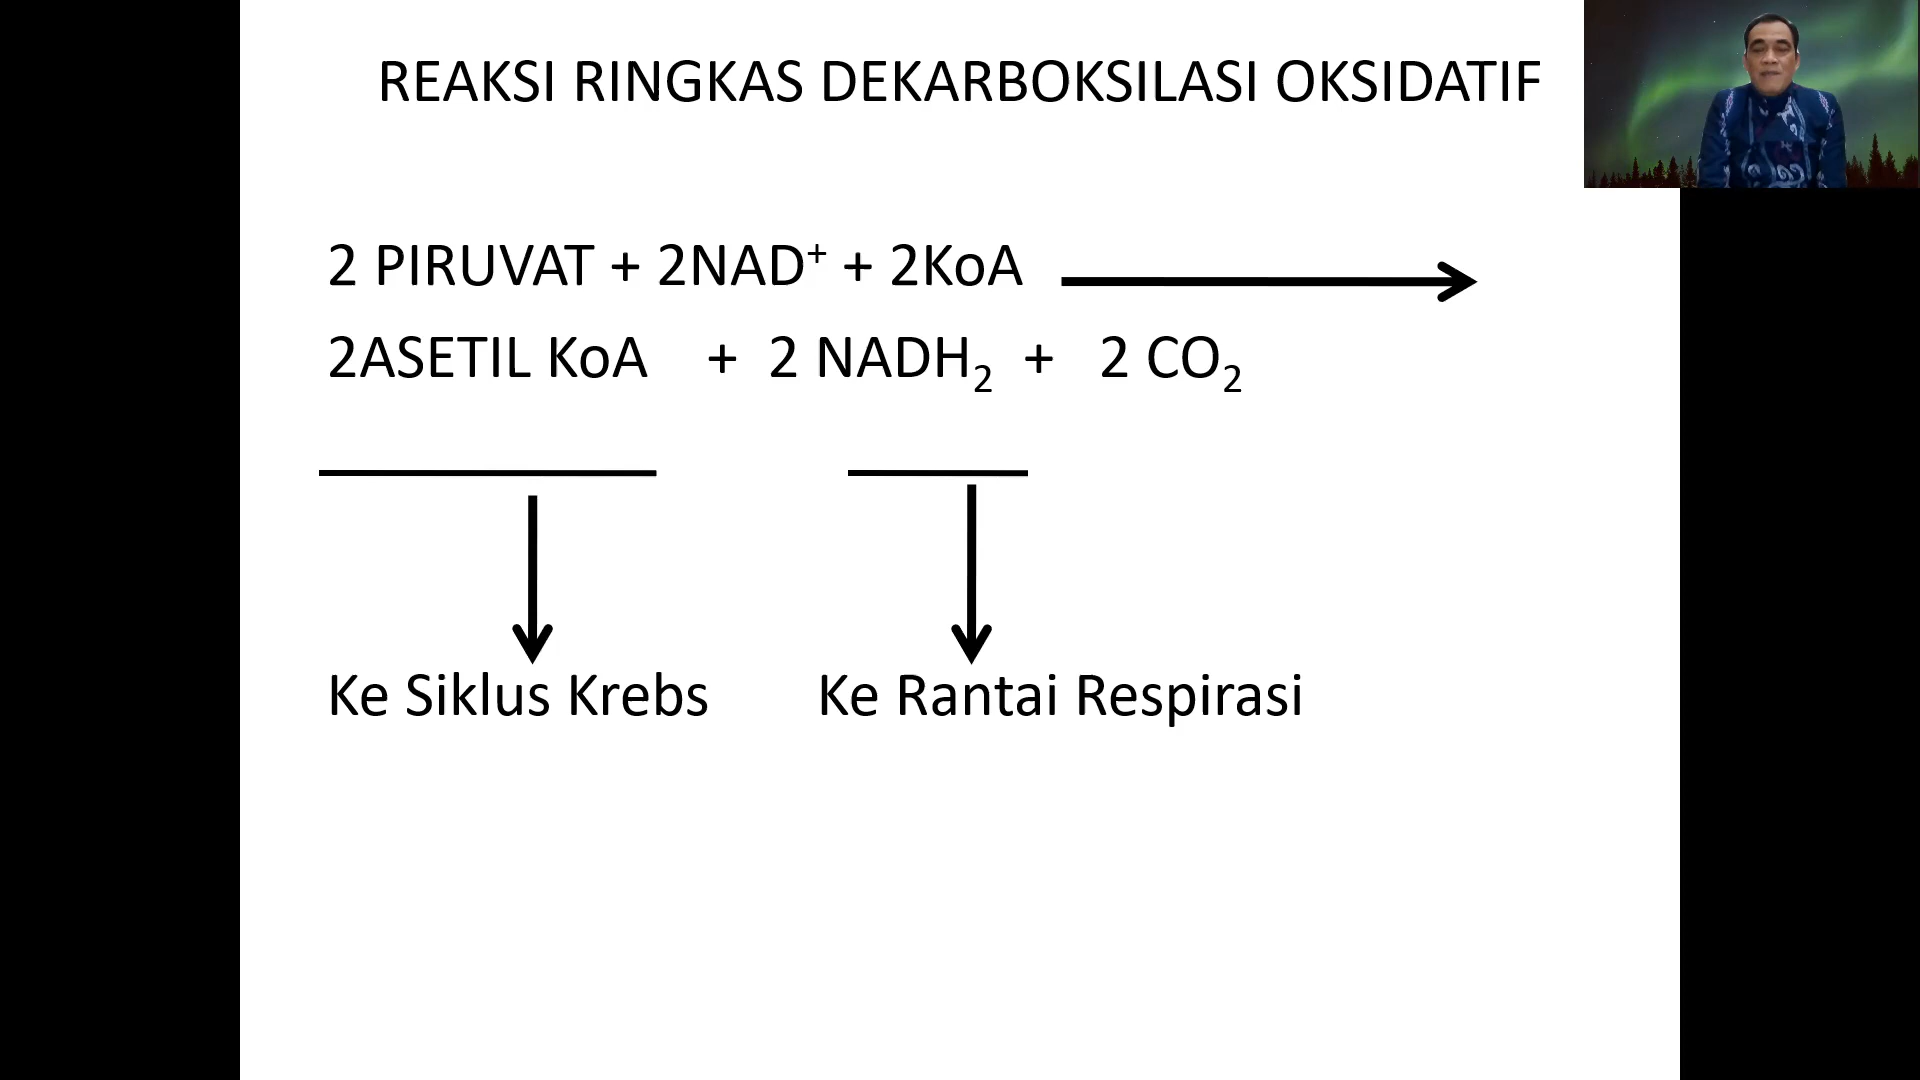 REAKSI RINGKAS DEKARBOKSILASI OKSIDATIF
2 PIRUVAT + 2NAD⁺ + 2KoA
2ASETIL KoA + 2 NADH₂ + 2 CO₂
Ke Siklus Krebs Ke Rantai Respirasi